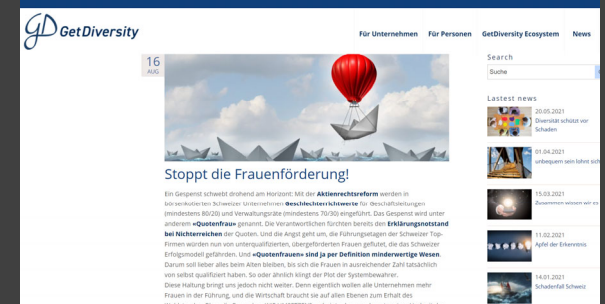 GetDiversity
Für Unternehmen Für Personen GetDiversity Ecosystem News
16
AUG
Search
Suche
Lastest news
20.05.2021
Diversität schützt vor
Schaden
01.04.2021
unbequem sein lohnt sich
15.03.2021
Zusammen wissen wir es
11.02.2021
Apfel der Erkenntnis
14.01.2021
Schadenfall Schweiz
Stoppt die Frauenförderung!
Ein Gespenst schwebt drohend am Horizont: Mit der Aktienrechtsreform werden in
börsenkotierten Schweizer Unternehmen Geschlechterrichtwerte für Geschäftsleitungen
(mindestens 80/20) und Verwaltungsräte (mindestens 70/30) eingeführt. Das Gespenst wird unter
anderem «Quotenfrau» genannt. Die Verantwortlichen fürchten bereits den Erklärungsnotstand
bei Nichterreichen der Quoten. Und die Angst geht um, die Führungsetagen der Schweizer Top-
Firmen würden nun von unqualifizierten, übergeförderten Frauen geflutet, die das Schweizer
Erfolgsmodell gefährden. Und «Quotenfrauen» sind ja per Definition minderwertige Wesen.
Darum soll lieber alles beim Alten bleiben, bis sich die Frauen in ausreichender Zahl tatsächlich
von selbst qualifiziert haben. So oder ähnlich klingt der Plot der Systembewahrer.
Diese Haltung bringt uns jedoch nicht weiter. Denn eigentlich wollen alle Unternehmen mehr
Frauen in der Führung, und die Wirtschaft braucht sie auf allen Ebenen zum Erhalt des